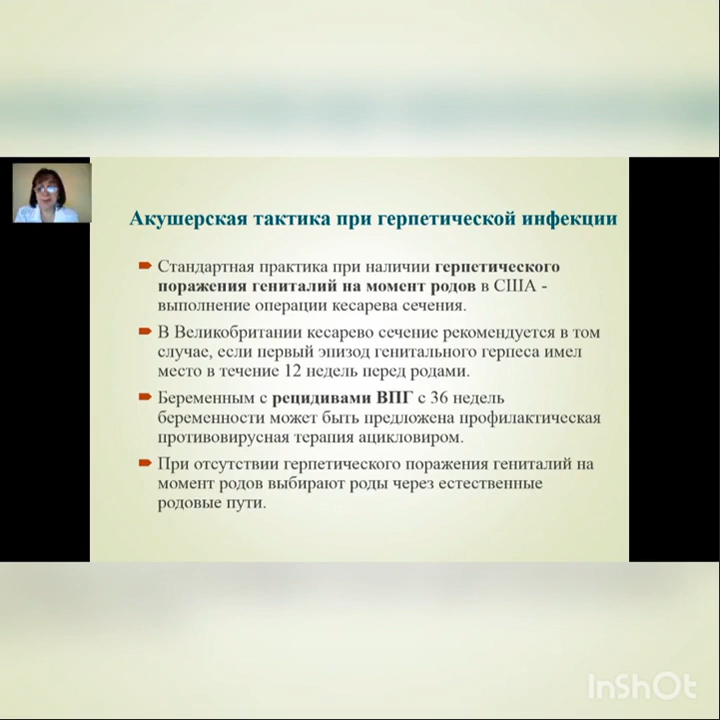 Акушерская тактика при герпетической инфекции
Стандартная практика при наличии герпетического
поражения гениталий на момент родов в США -
выполнение операции кесарева сечения.
В Великобритании кесарево сечение рекомендуется в том
случае, если первый эпизод генитального герпеса имел
место в течение 12 недель перед родами.
Беременным с рецидивами ВПГ с 36 недель
беременности может быть предложена профилактическая
противовирусная терапия ацикловиром.
При отсутствии герпетического поражения гениталий на
момент родов выбирают роды через естественные
родовые пути.
InShOt